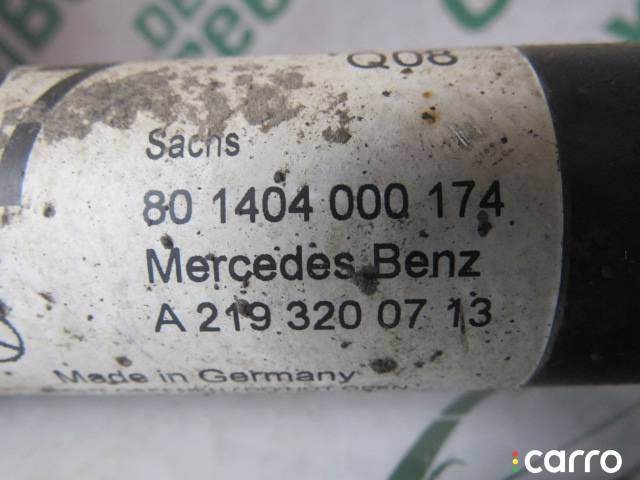 Q08
Sachs
80 1404 000 174
Mercedes Benz
A 219 320 07 13
Made in Germany
carro